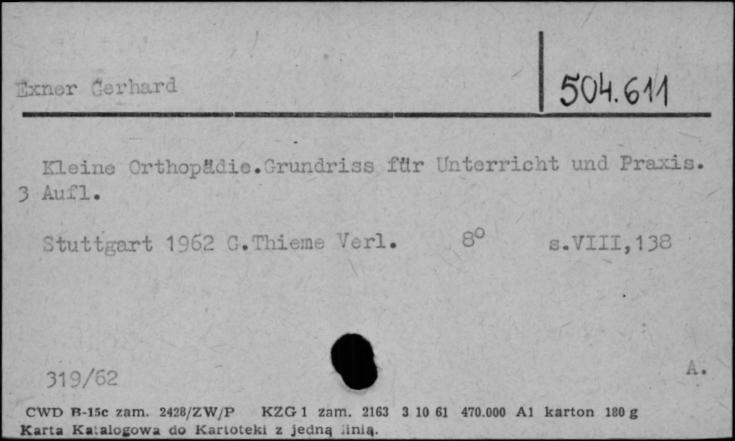 Exner Gerhard
504.611
Kleine Orthopädie.Grundriss für Unterricht und Praxis.
3 Aufl.
Stuttgart 1962 G.Thieme Verl. 8° s.VIII,138
319/62
A.
CWD B-15c zam. 2428/ZW/P KZG 1 zam. 2163 3 10 61 470.000 A1 karton 180 g
Karta Katalogowa do Kartoteki z jedną linią.